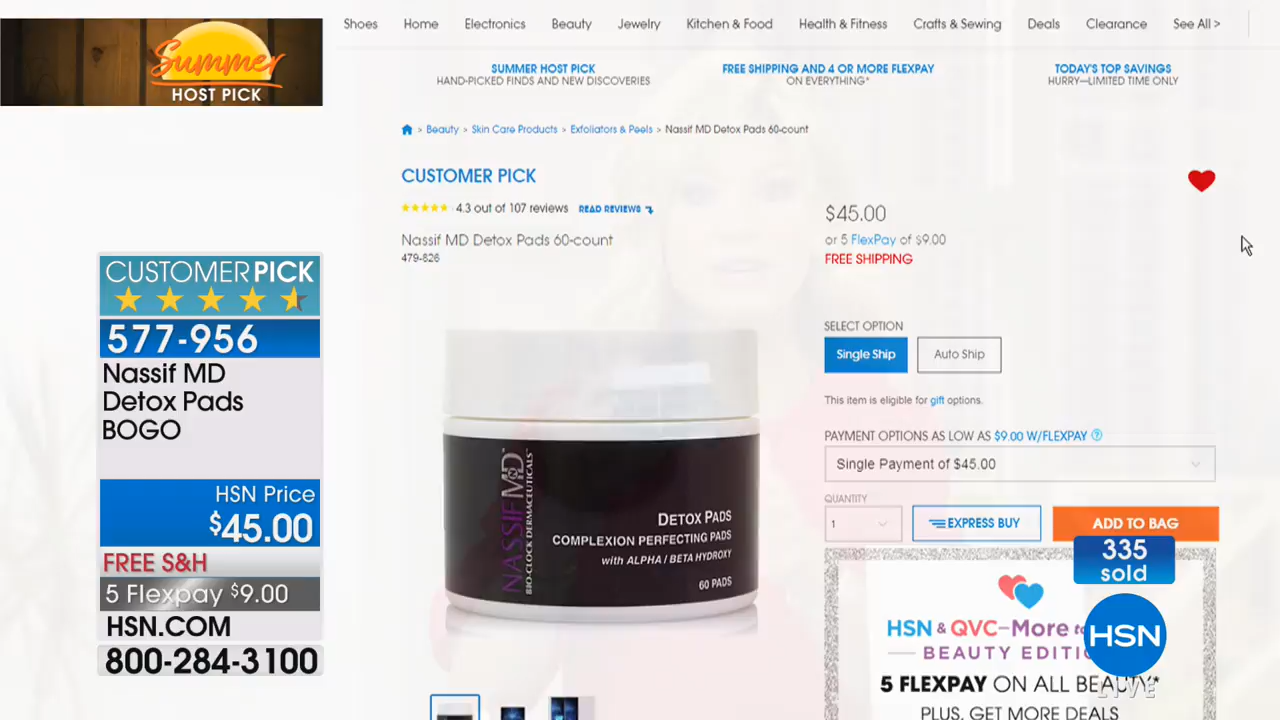 Summer
HOST PICK
Shoes Home Electronics Beauty Jewelry Kitchen & Food Health & Fitness Crafts & Sewing Deals Clearance See All >
SUMMER HOST PICK
HAND-PICKED FINDS AND NEW DISCOVERIES
FREE SHIPPING AND 4 OR MORE FLEXPAY
ON EVERYTHING*
TODAY'S TOP SAVINGS
HURRY—LIMITED TIME ONLY
> Beauty > Skin Care Products > Exfoliators & Peels > Nassif MD Detox Pads 60-count
CUSTOMER PICK
4.3 out of 107 reviews READ REVIEWS
Nassif MD Detox Pads 60-count
479-826
$45.00
or 5 FlexPay of $9.00
FREE SHIPPING
SELECT OPTION
Single Ship Auto Ship
This item is eligible for gift options.
PAYMENT OPTIONS AS LOW AS $9.00 W/FLEXPAY ?
Single Payment of $45.00
QUANTITY
1
EXPRESS BUY
ADD TO BAG
335
sold
HSN & QVC—More to
BEAUTY EDITI
5 FLEXPAY ON ALL BEAUTY*
PLUS, GET MORE DEALS
HSN
LIVE
NASSIF MD
BIO-CLOCK DERMACEUTICALS™
DETOX PADS
COMPLEXION PERFECTING PADS
with ALPHA / BETA HYDROXY
60 PADS
CUSTOMER PICK
577-956
Nassif MD
Detox Pads
BOGO
HSN Price
$45.00
FREE S&H
5 Flexpay $9.00
HSN.COM
800-284-3100